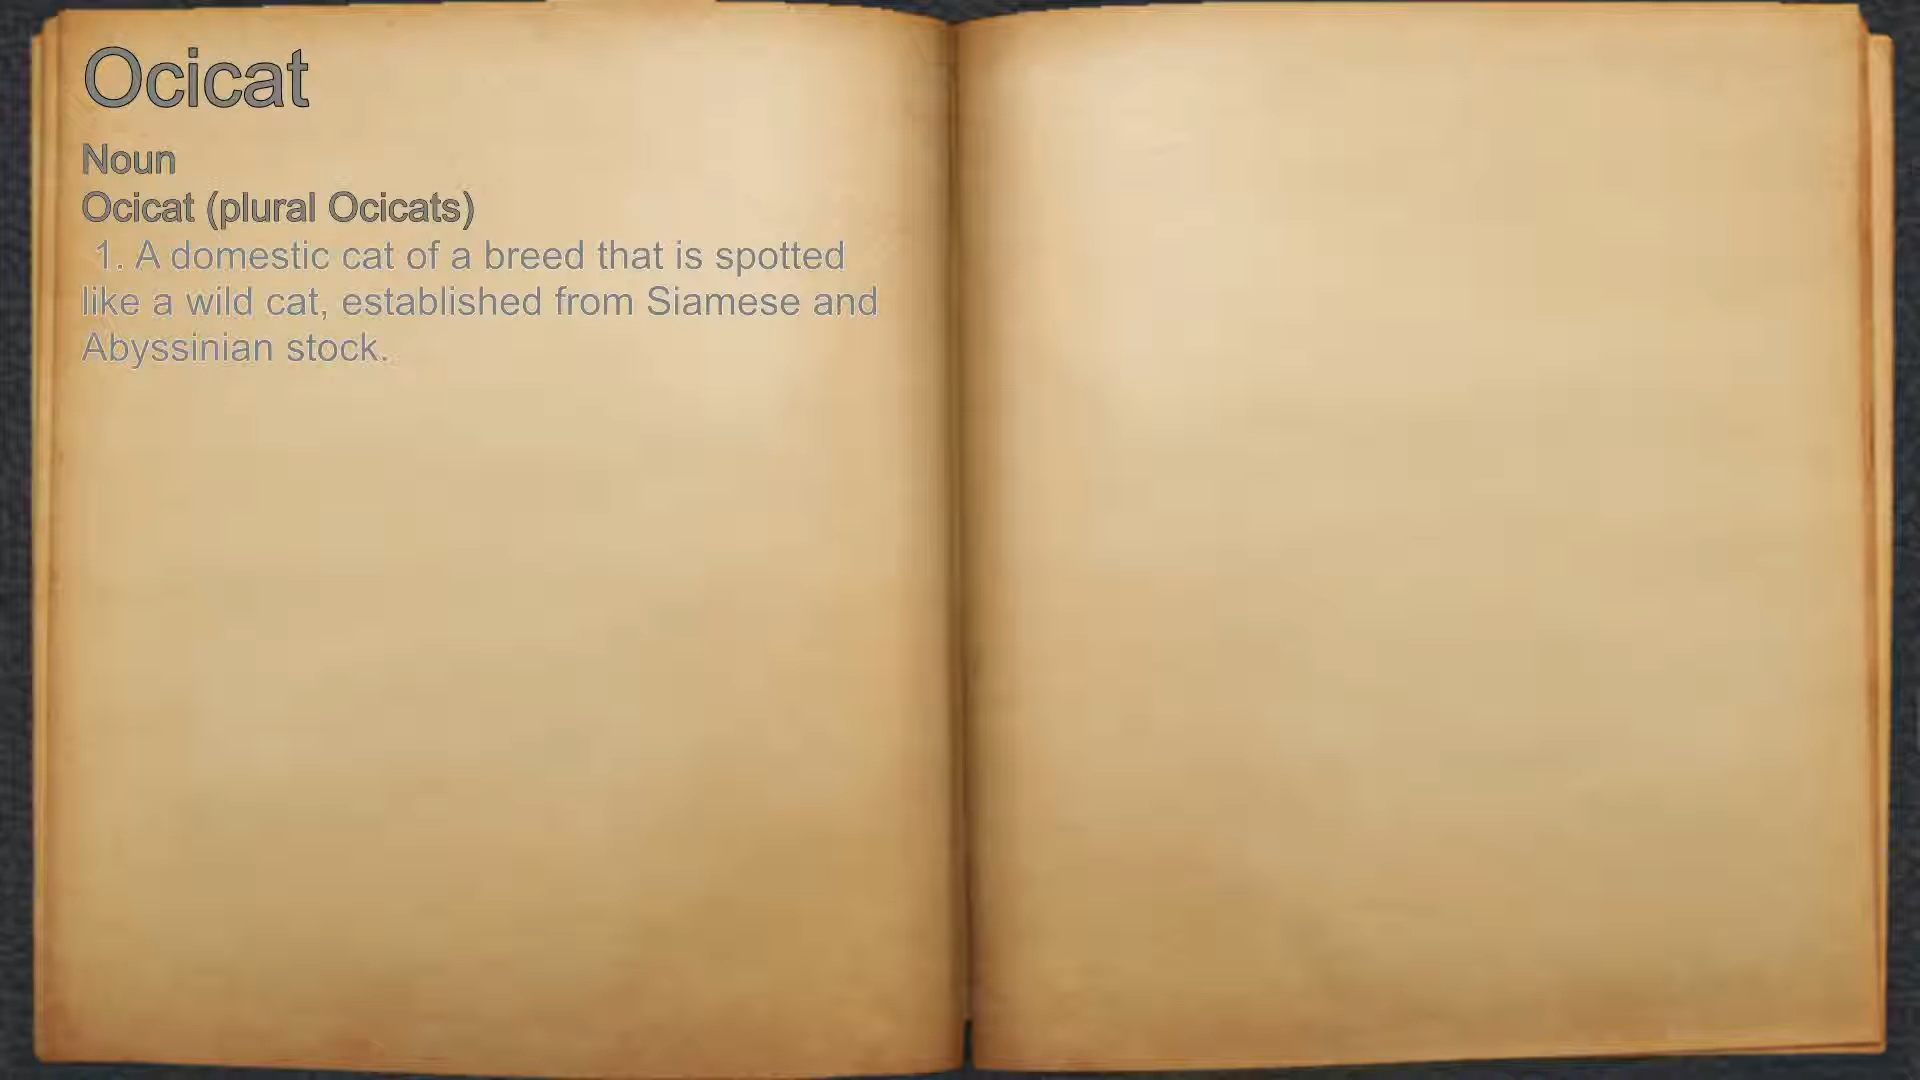 Ocicat
Noun
Ocicat (plural Ocicats)
1. A domestic cat of a breed that is spotted
like a wild cat, established from Siamese and
Abyssinian stock.